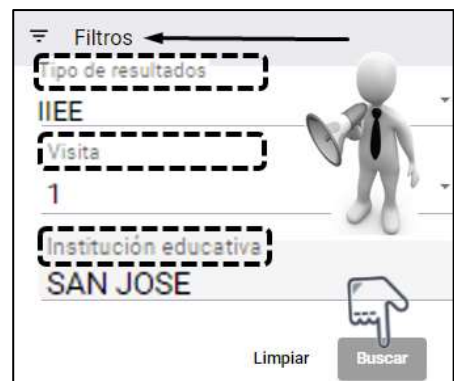 Filtros
Tipo de resultados
IIEE
Visita
1
Institución educativa
SAN JOSE
Limpiar Buscar